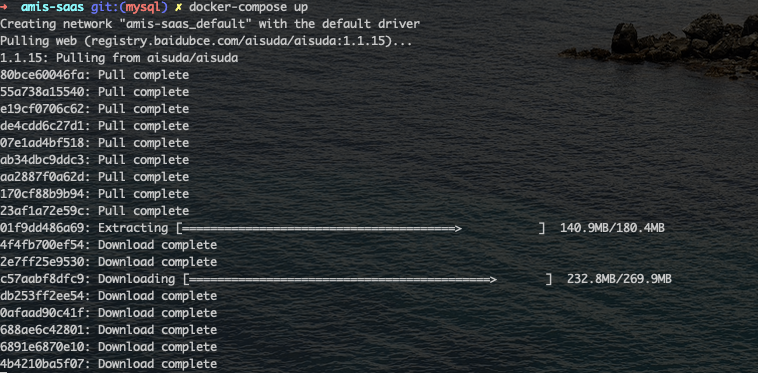 ➜ amis-saas git:(mysql) ✗ docker-compose up
Creating network "amis-saas_default" with the default driver
Pulling web (registry.baidubce.com/aisuda/aisuda:1.1.15)...
1.1.15: Pulling from aisuda/aisuda
80bce60046fa: Pull complete
55a738a15540: Pull complete
e19cf0706c62: Pull complete
de4cdd6c27d1: Pull complete
07e1ad4bf518: Pull complete
ab34dbc9ddc3: Pull complete
aa2887f0a62d: Pull complete
170cf88b9b94: Pull complete
23af1a72e59c: Pull complete
01f9dd486a69: Extracting [=======================================>           ] 140.9MB/180.4MB
4f4fb700ef54: Download complete
2e7ff25e9530: Download complete
c57aabf8dfc9: Downloading [===========================================>       ] 232.8MB/269.9MB
db253ff2ee54: Download complete
0afaad90c41f: Download complete
688ae6c42801: Download complete
6891e6870e10: Download complete
4b4210ba5f07: Download complete